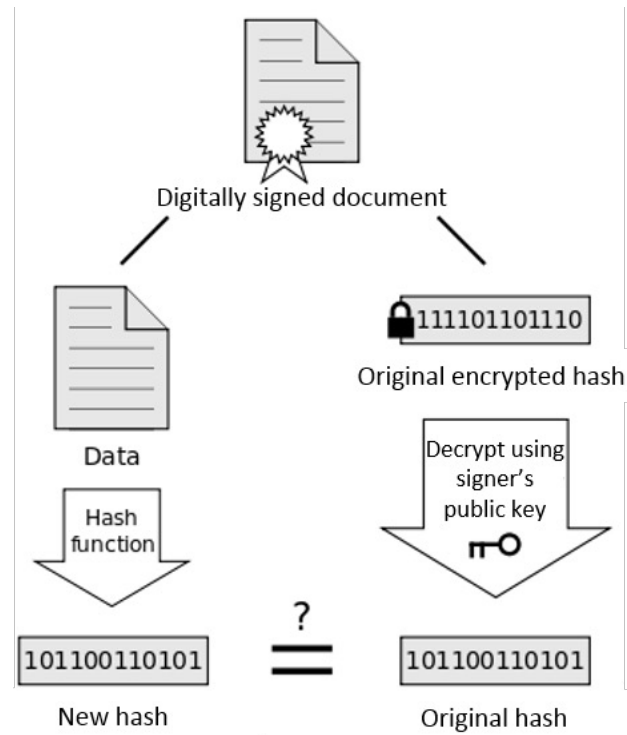 Digitally signed document
111101101110
Original encrypted hash
Data
Decrypt using
signer's
public key
Hash
function
?
=
101100110101
101100110101
New hash
Original hash